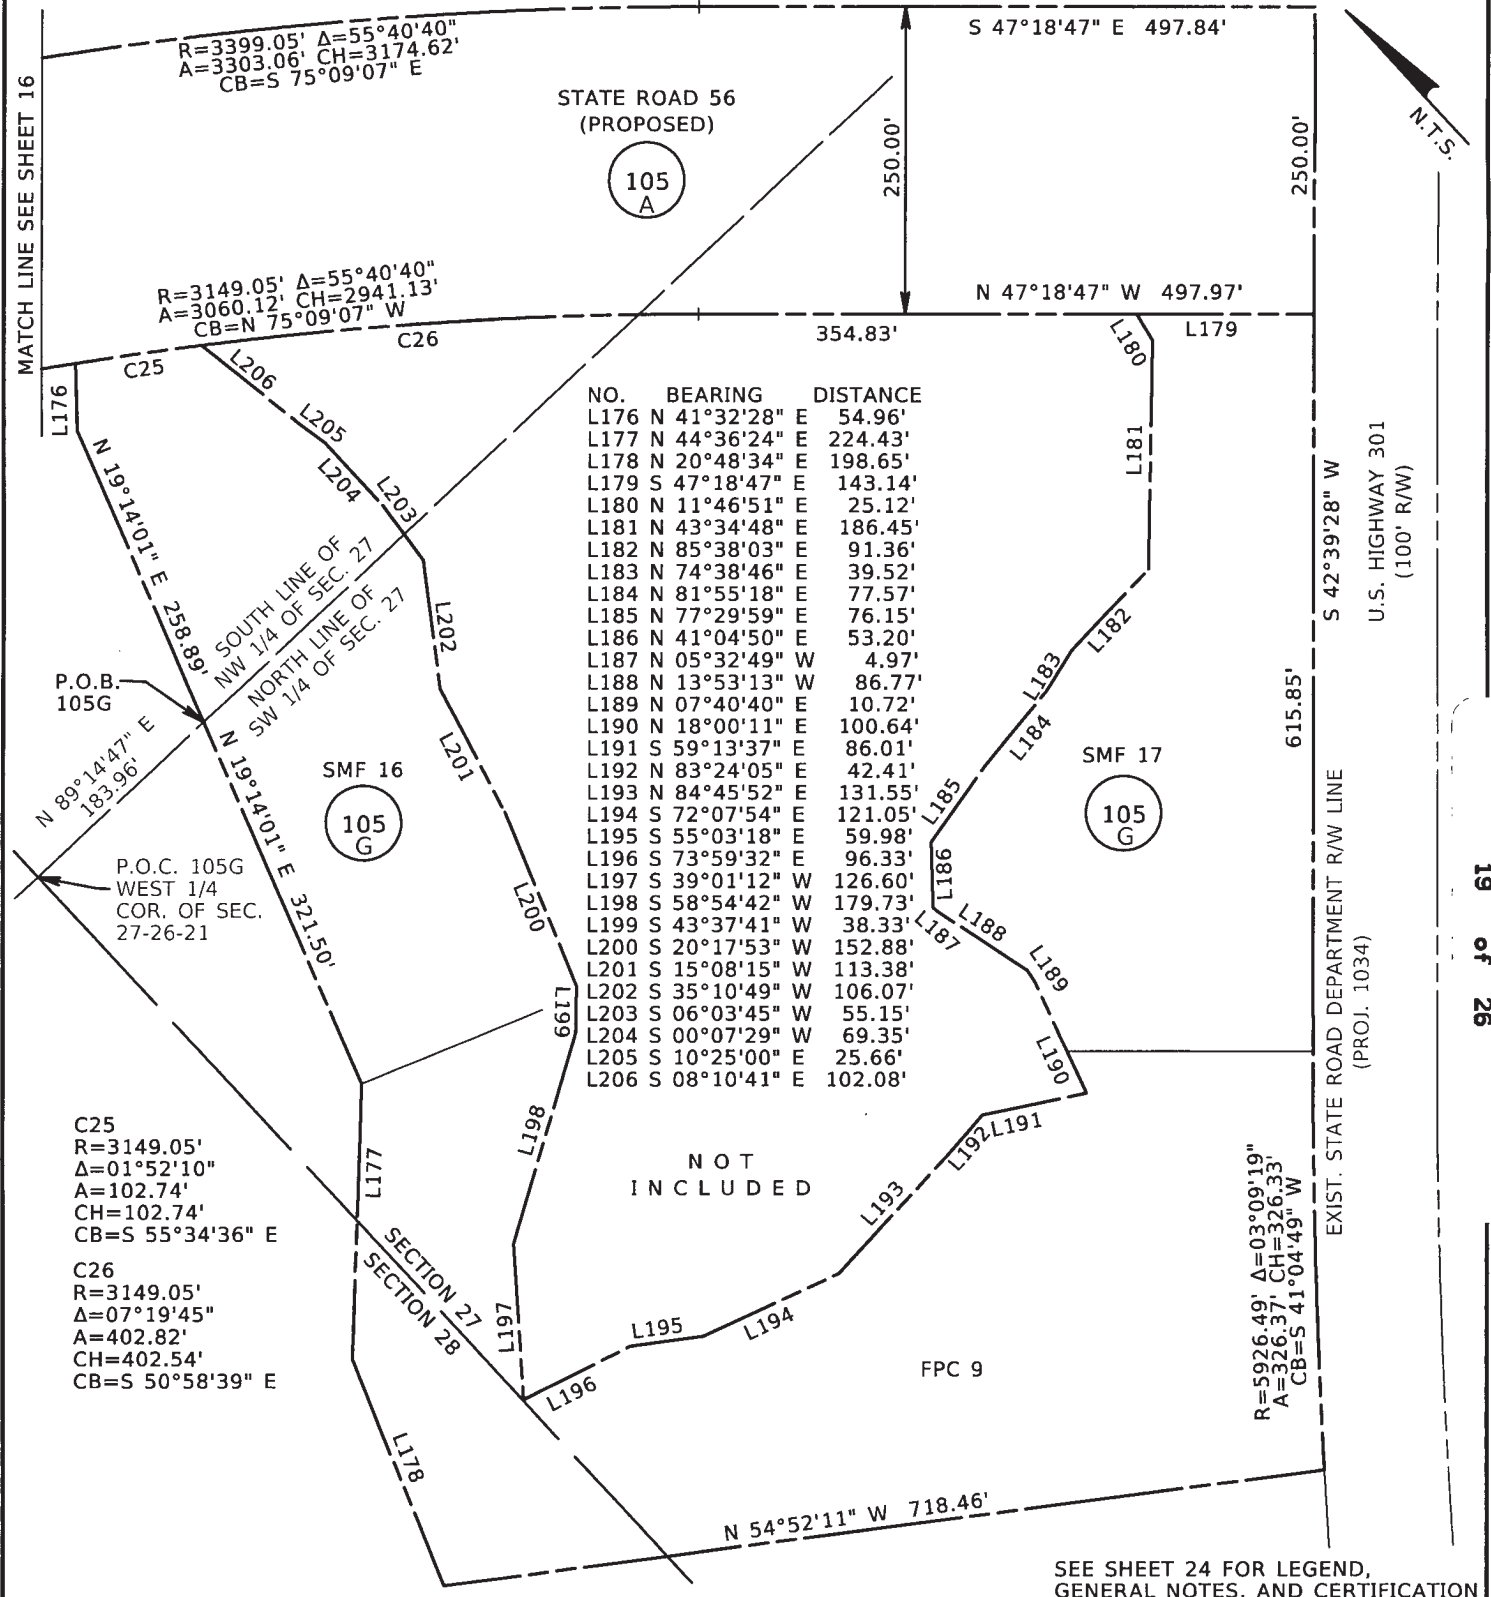 R=3399.05' Δ=55°40'40"
A=3303.06' CH=3174.62'
CB=S 75°09'07" E
S 47°18'47" E 497.84'
MATCH LINE SEE SHEET 16
STATE ROAD 56
(PROPOSED)
105
A
250.00'
250.00'
N.T.S.
R=3149.05' Δ=55°40'40"
A=3060.12' CH=2941.13'
CB=N 75°09'07" W
N 47°18'47" W 497.97'
C25
C26
354.83'
L179
L180
L176
L206
L205
L204
L203
L181
N 19°14'01" E 258.89'
SOUTH LINE OF
NW 1/4 OF SEC. 27
NORTH LINE OF
SW 1/4 OF SEC. 27
NO. BEARING DISTANCE
L176 N 41°32'28" E 54.96'
L177 N 44°36'24" E 224.43'
L178 N 20°48'34" E 198.65'
L179 S 47°18'47" E 143.14'
L180 N 11°46'51" E 25.12'
L181 N 43°34'48" E 186.45'
L182 N 85°38'03" E 91.36'
L183 N 74°38'46" E 39.52'
L184 N 81°55'18" E 77.57'
L185 N 77°29'59" E 76.15'
L186 N 41°04'50" E 53.20'
L187 N 05°32'49" W 4.97'
L188 N 13°53'13" W 86.77'
L189 N 07°40'40" E 10.72'
L190 N 18°00'11" E 100.64'
L191 S 59°13'37" E 86.01'
L192 N 83°24'05" E 42.41'
L193 N 84°45'52" E 131.55'
L194 S 72°07'54" E 121.05'
L195 S 55°03'18" E 59.98'
L196 S 73°59'32" E 96.33'
L197 S 39°01'12" W 126.60'
L198 S 58°54'42" W 179.73'
L199 S 43°37'41" W 38.33'
L200 S 20°17'53" W 152.88'
L201 S 15°08'15" W 113.38'
L202 S 35°10'49" W 106.07'
L203 S 06°03'45" W 55.15'
L204 S 00°07'29" W 69.35'
L205 S 10°25'00" E 25.66'
L206 S 08°10'41" E 102.08'
S 42°39'28" W
615.85'
U.S. HIGHWAY 301
(100' R/W)
L182
L183
L184
L185
L186
L187
L188
L189
L190
L191
L192
L193
L194
L195
L196
L202
L201
L200
L199
L198
L197
P.O.B.
105G
N 89°14'47" E
183.96'
N 19°14'01" E 321.50'
SMF 16
105
G
SMF 17
105
G
P.O.C. 105G
WEST 1/4
COR. OF SEC.
27-26-21
19 of 26
EXIST. STATE ROAD DEPARTMENT R/W LINE
(PROJ. 1034)
C25
R=3149.05'
Δ=01°52'10"
A=102.74'
CH=102.74'
CB=S 55°34'36" E
C26
R=3149.05'
Δ=07°19'45"
A=402.82'
CH=402.54'
CB=S 50°58'39" E
L177
L178
SECTION 27
SECTION 28
NOT
INCLUDED
FPC 9
R=5926.49' Δ=03°09'19"
A=326.37' CH=326.33'
CB=S 41°04'49" W
N 54°52'11" W 718.46'
SEE SHEET 24 FOR LEGEND,
GENERAL NOTES, AND CERTIFICATION